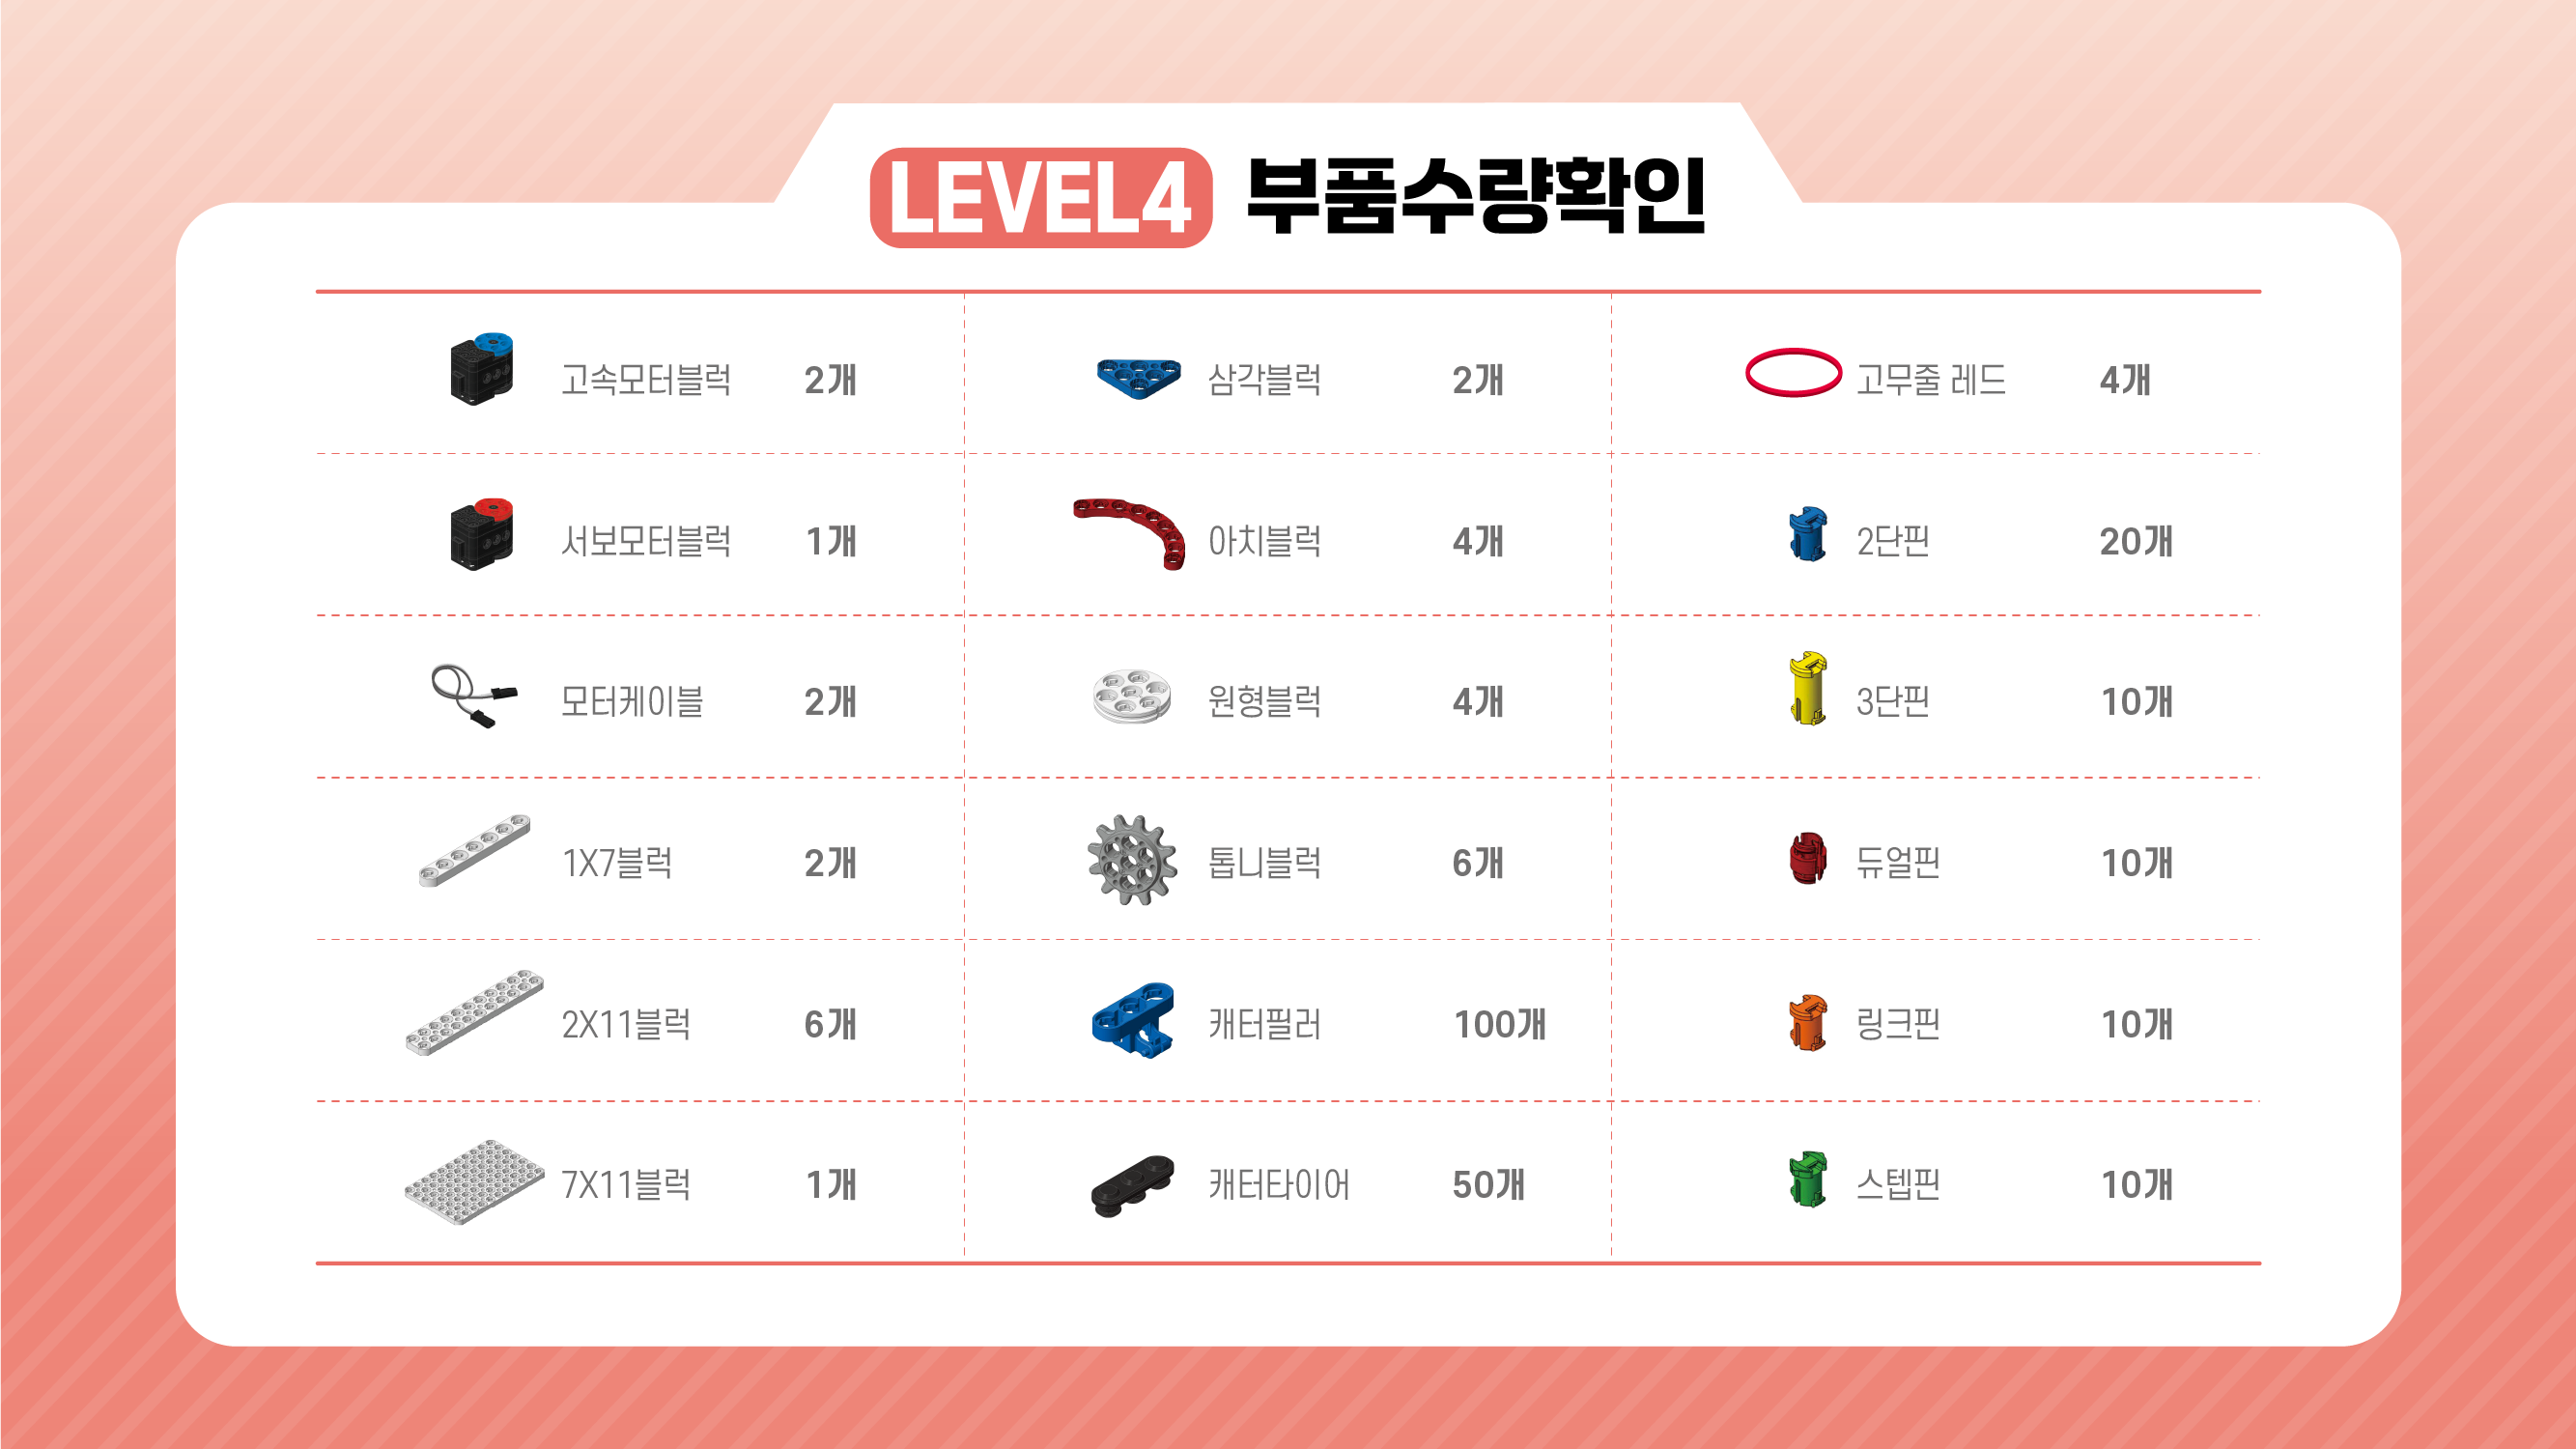 LEVEL4 부품수량확인
고속모터블럭 2개 삼각블럭 2개 고무줄 레드 4개
서보모터블럭 1개 아치블럭 4개 2단핀 20개
모터케이블 2개 원형블럭 4개 3단핀 10개
1X7블럭 2개 톱니블럭 6개 듀얼핀 10개
2X11블럭 6개 캐터필러 100개 링크핀 10개
7X11블럭 1개 캐터타이어 50개 스텝핀 10개